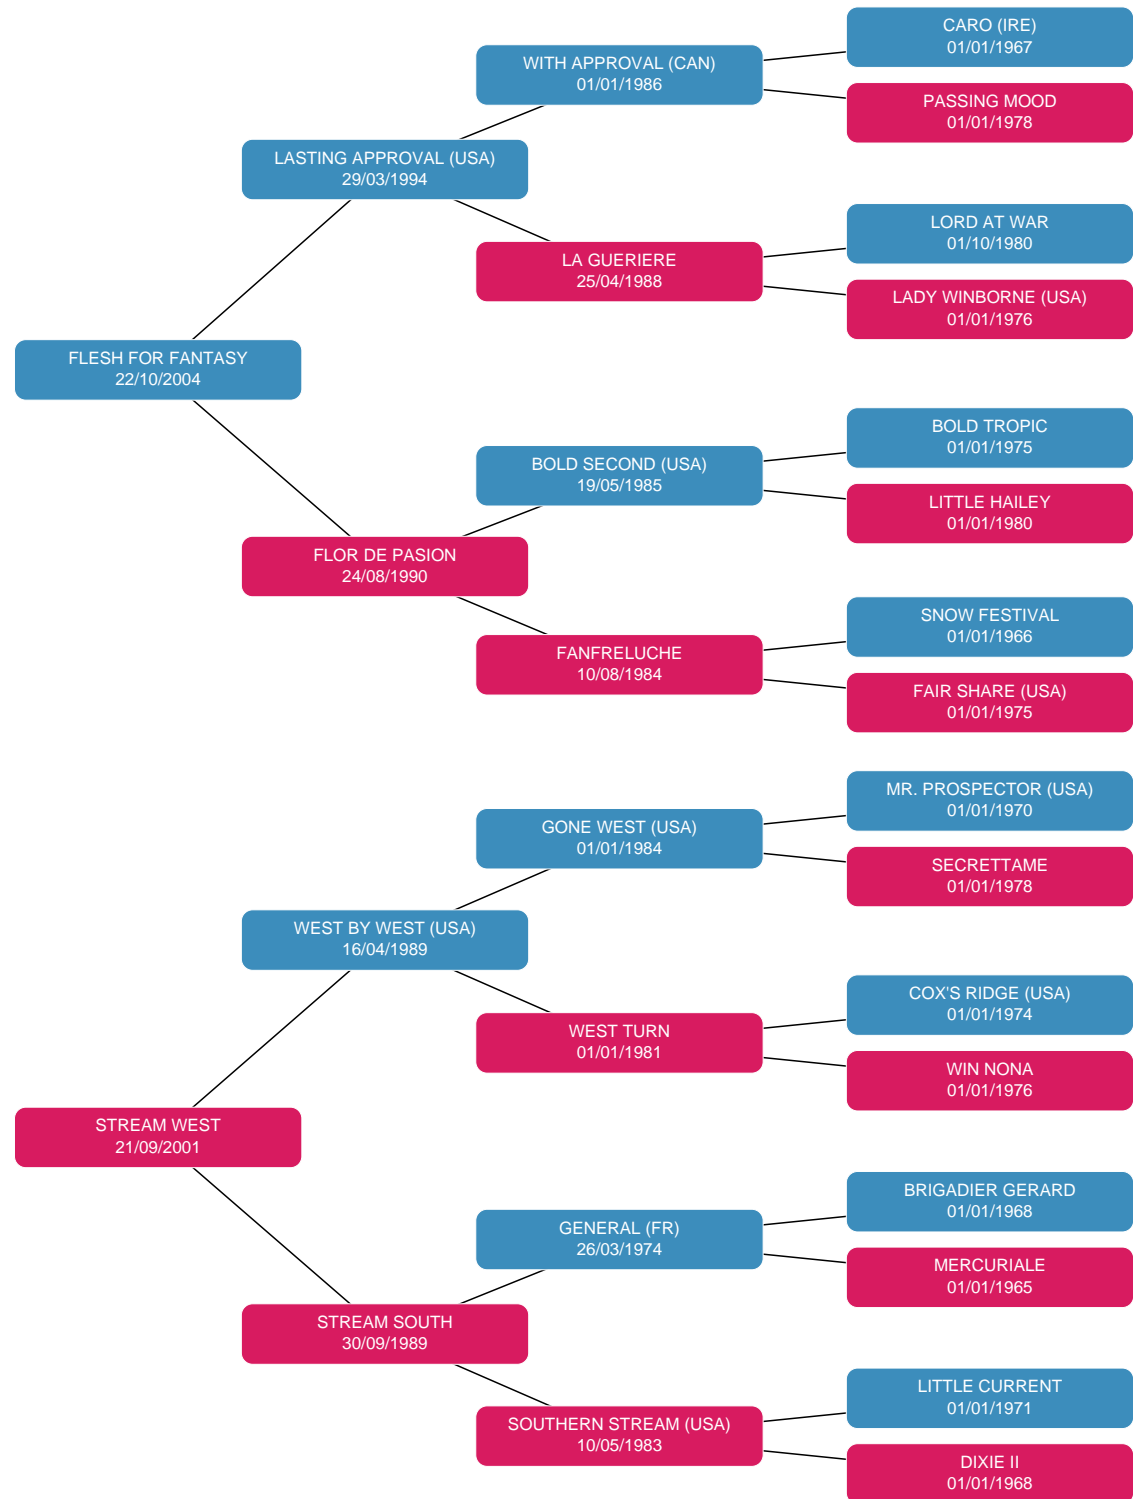 CARO (IRE)
01/01/1967
WITH APPROVAL (CAN)
01/01/1986
PASSING MOOD
01/01/1978
LASTING APPROVAL (USA)
29/03/1994
LORD AT WAR
01/10/1980
LA GUERIERE
25/04/1988
LADY WINBORNE (USA)
01/01/1976
FLESH FOR FANTASY
22/10/2004
BOLD TROPIC
01/01/1975
BOLD SECOND (USA)
19/05/1985
LITTLE HAILEY
01/01/1980
FLOR DE PASION
24/08/1990
SNOW FESTIVAL
01/01/1966
FANFRELUCHE
10/08/1984
FAIR SHARE (USA)
01/01/1975
MR. PROSPECTOR (USA)
01/01/1970
GONE WEST (USA)
01/01/1984
SECRETTAME
01/01/1978
WEST BY WEST (USA)
16/04/1989
COX'S RIDGE (USA)
01/01/1974
WEST TURN
01/01/1981
WIN NONA
01/01/1976
STREAM WEST
21/09/2001
BRIGADIER GERARD
01/01/1968
GENERAL (FR)
26/03/1974
MERCURIALE
01/01/1965
STREAM SOUTH
30/09/1989
LITTLE CURRENT
01/01/1971
SOUTHERN STREAM (USA)
10/05/1983
DIXIE II
01/01/1968